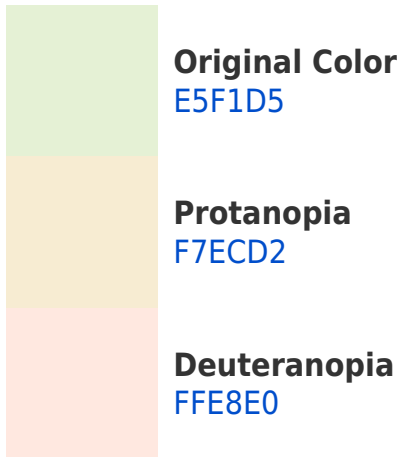 Original Color
E5F1D5
Protanopia
F7ECD2
Deuteranopia
FFE8E0